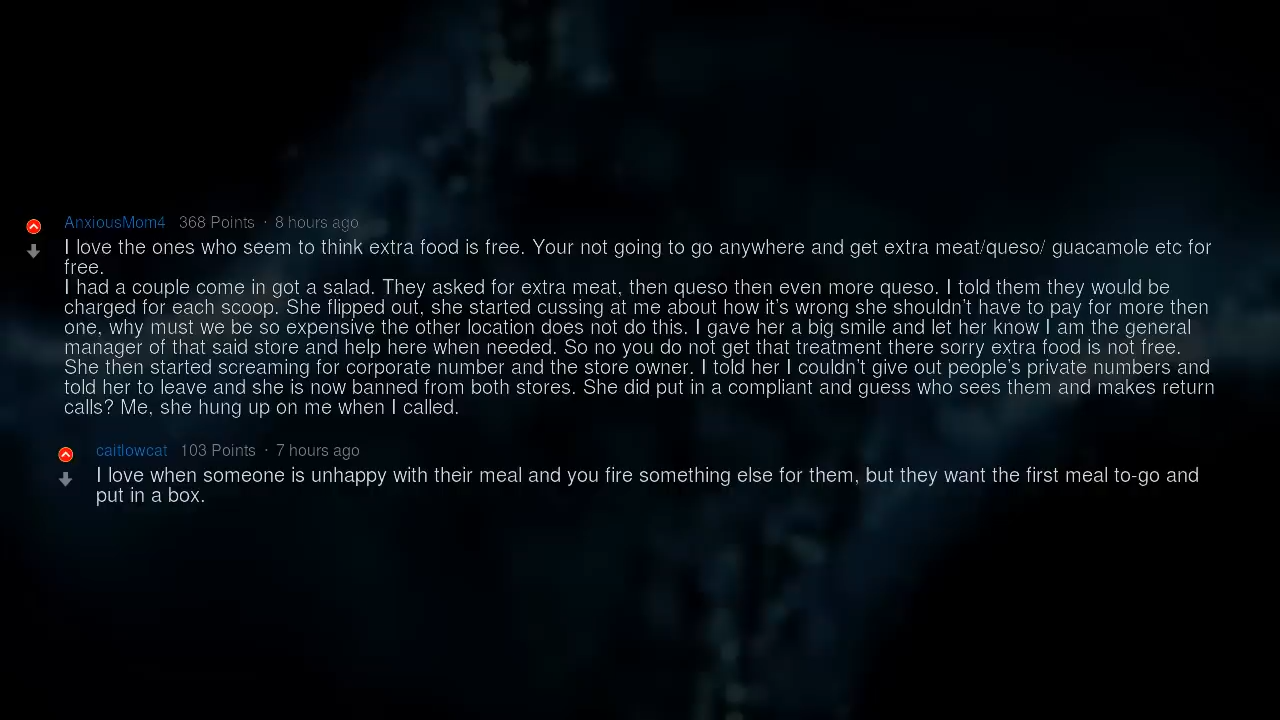 AnxiousMom4 368 Points · 8 hours ago
I love the ones who seem to think extra food is free. Your not going to go anywhere and get extra meat/queso/ guacamole etc for
free.
I had a couple come in got a salad. They asked for extra meat, then queso then even more queso. I told them they would be
charged for each scoop. She flipped out, she started cussing at me about how it's wrong she shouldn't have to pay for more then
one, why must we be so expensive the other location does not do this. I gave her a big smile and let her know I am the general
manager of that said store and help here when needed. So no you do not get that treatment there sorry extra food is not free.
She then started screaming for corporate number and the store owner. I told her I couldn't give out people's private numbers and
told her to leave and she is now banned from both stores. She did put in a compliant and guess who sees them and makes return
calls? Me, she hung up on me when I called.
caitlowcat 103 Points · 7 hours ago
I love when someone is unhappy with their meal and you fire something else for them, but they want the first meal to-go and
put in a box.